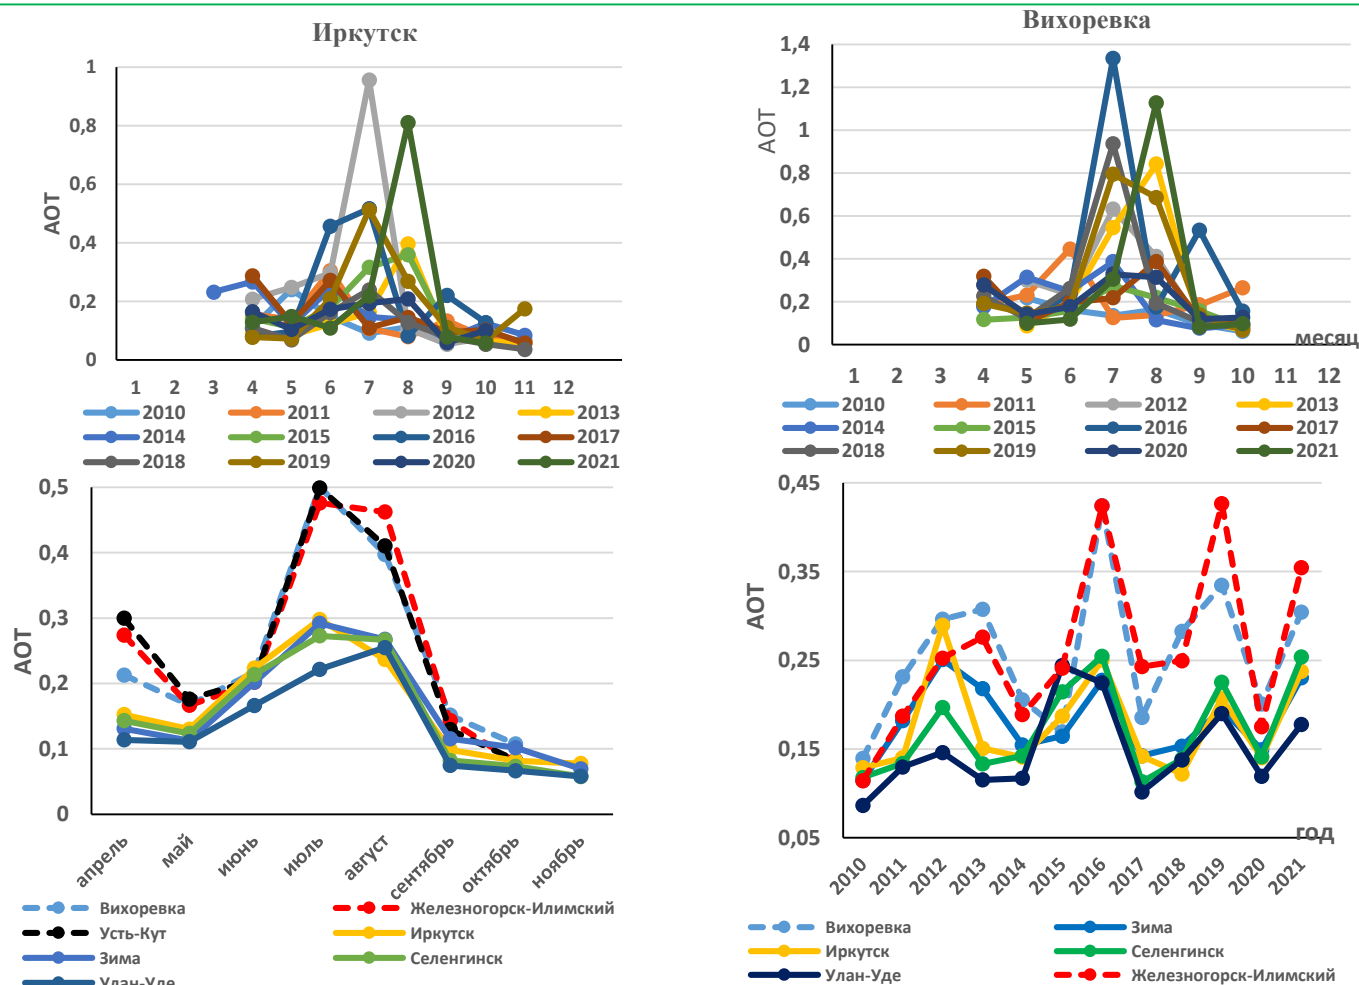 Иркутск
АОТ
1
0,8
0,6
0,4
0,2
0
1 2 3 4 5 6 7 8 9 10 11 12
2010 2011 2012 2013
2014 2015 2016 2017
2018 2019 2020 2021
Вихоревка
АОТ
1,4
1,2
1
0,8
0,6
0,4
0,2
0
месяц
1 2 3 4 5 6 7 8 9 10 11 12
2010 2011 2012 2013
2014 2015 2016 2017
2018 2019 2020 2021
АОТ
0,5
0,4
0,3
0,2
0,1
0
апрель май июнь июль август сентябрь октябрь ноябрь
Вихоревка Железногорск-Илимский
Усть-Кут Иркутск
Зима Селенгинск
Улан-Уде
АОТ
0,45
0,35
0,25
0,15
0,05
год
2010 2011 2012 2013 2014 2015 2016 2017 2018 2019 2020 2021
Вихоревка Зима
Иркутск Селенгинск
Улан-Уде Железногорск-Илимский